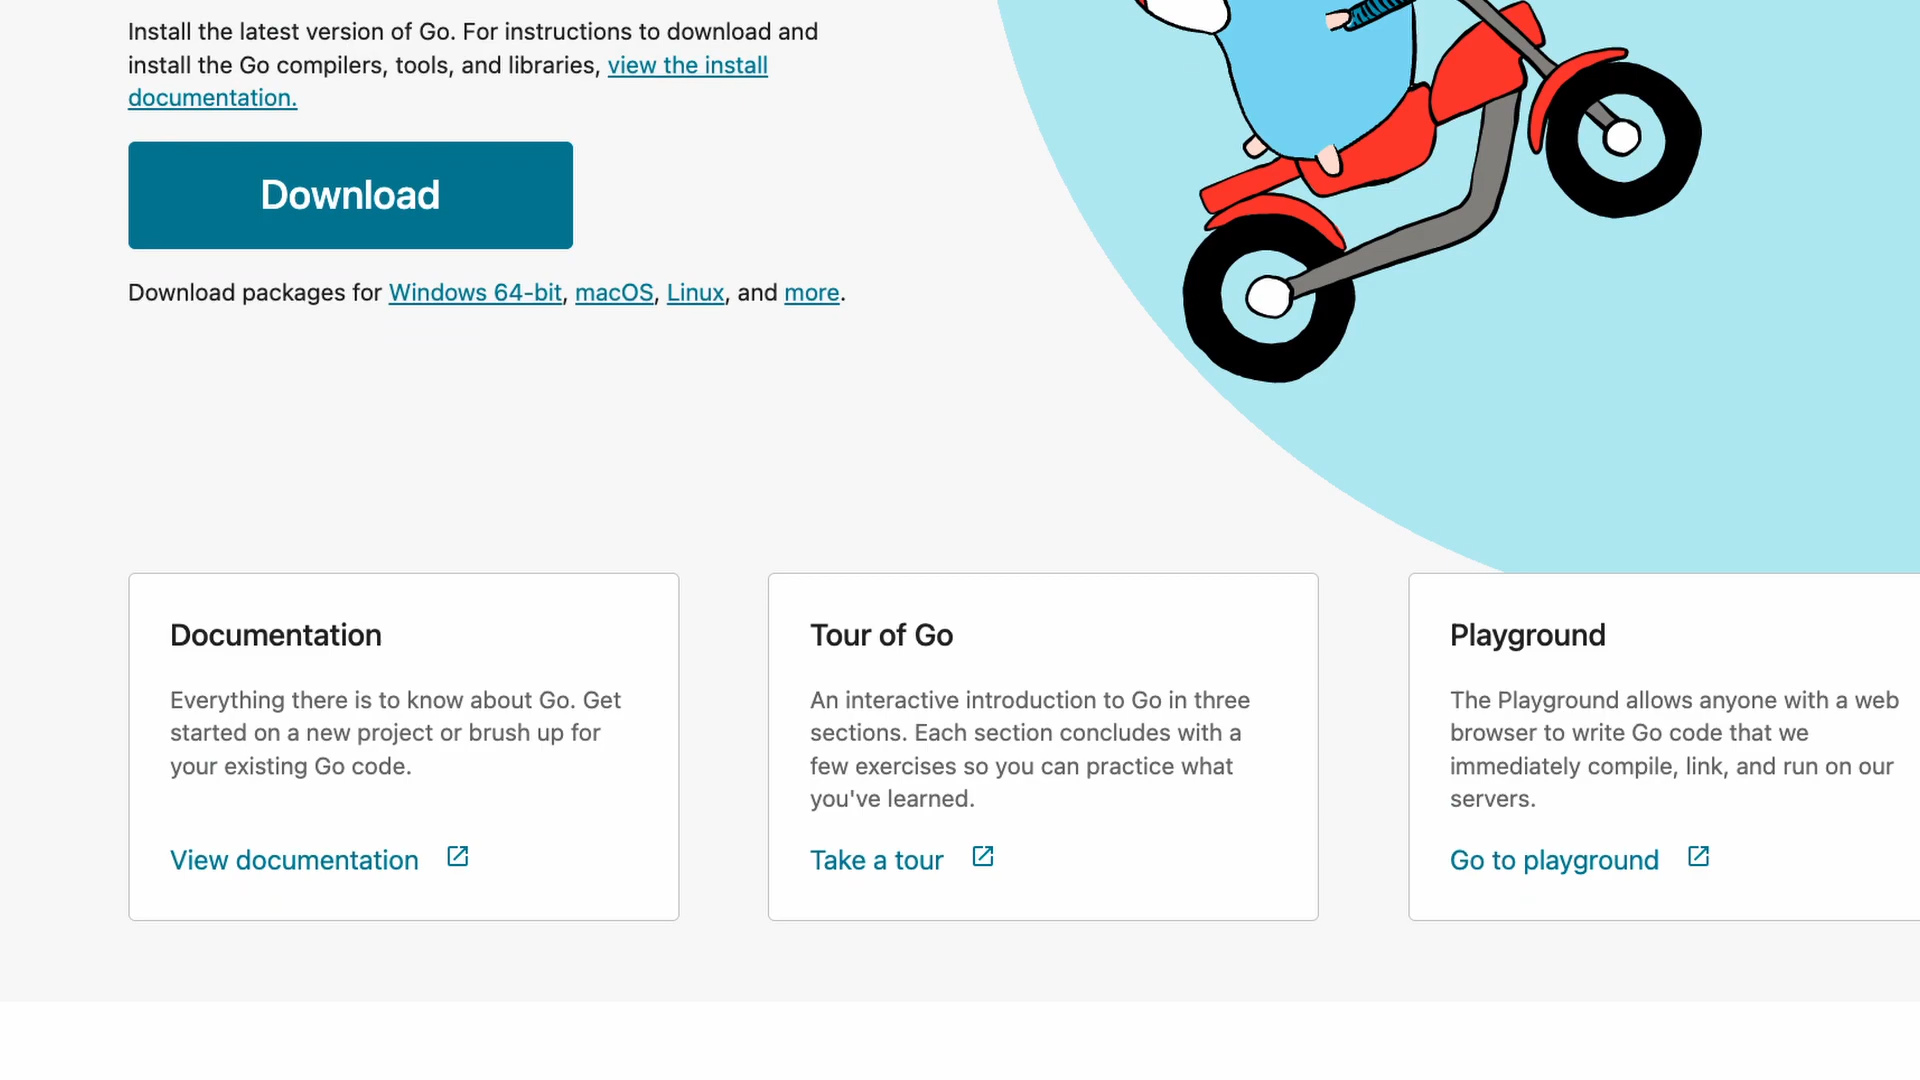 Install the latest version of Go. For instructions to download and
install the Go compilers, tools, and libraries, view the install
documentation.
Download
Download packages for Windows 64-bit, macOS, Linux, and more.
Documentation
Everything there is to know about Go. Get
started on a new project or brush up for
your existing Go code.
View documentation
Tour of Go
An interactive introduction to Go in three
sections. Each section concludes with a
few exercises so you can practice what
you've learned.
Take a tour
Playground
The Playground allows anyone with a web
browser to write Go code that we
immediately compile, link, and run on our
servers.
Go to playground